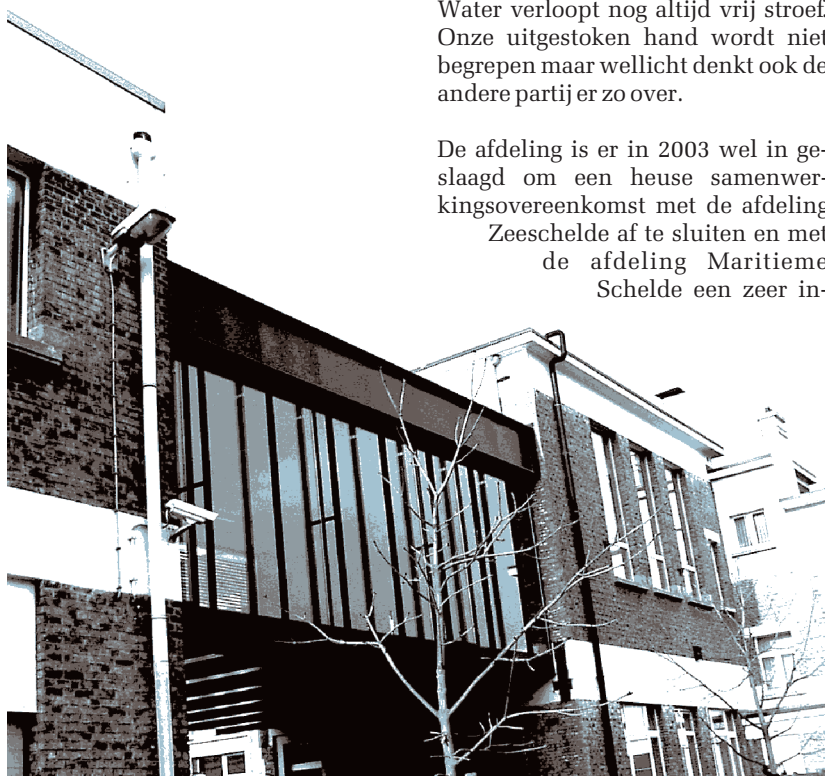 Water verloopt nog altijd vrij stroef.
Onze uitgestoken hand wordt niet
begrepen maar wellicht denkt ook de
andere partij er zo over.
De afdeling is er in 2003 wel in ge-
slaagd om een heuse samenwer-
kingsovereenkomst met de afdeling
Zeeschelde af te sluiten en met
de afdeling Maritieme
Schelde een zeer in-